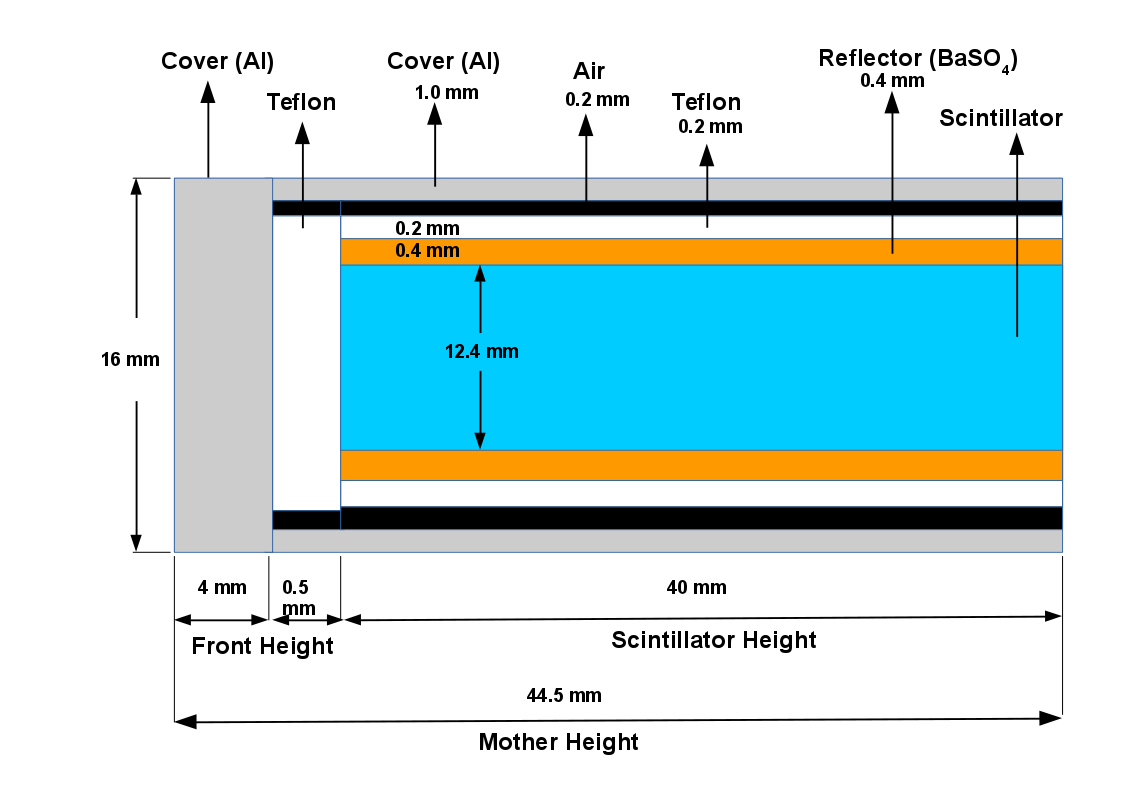 Cover (Al)
Cover (Al)
1.0 mm
Air
0.2 mm
Reflector (BaSO4)
0.4 mm
Teflon
Teflon
0.2 mm
Scintillator
0.2 mm
0.4 mm
12.4 mm
16 mm
4 mm
0.5
mm
40 mm
Front Height
Scintillator Height
44.5 mm
Mother Height